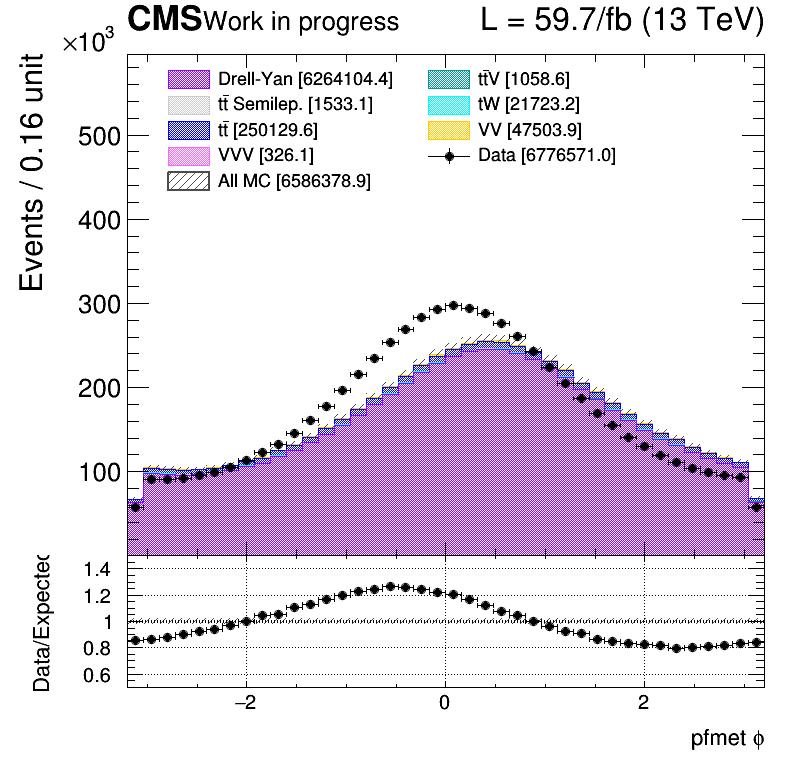 CMS Work in progress L = 59.7/fb (13 TeV)
×10³
Events / 0.16 unit
Drell-Yan [6264104.4]
tt̄ Semilep. [1533.1]
tt̄ [250129.6]
VVV [326.1]
All MC [6586378.9]
tt̄V [1058.6]
tW [21723.2]
VV [47503.9]
Data [6776571.0]
500
400
300
200
100
Data/Expected
1.4
1.2
1
0.8
0.6
−2 0 2
pfmet ϕ